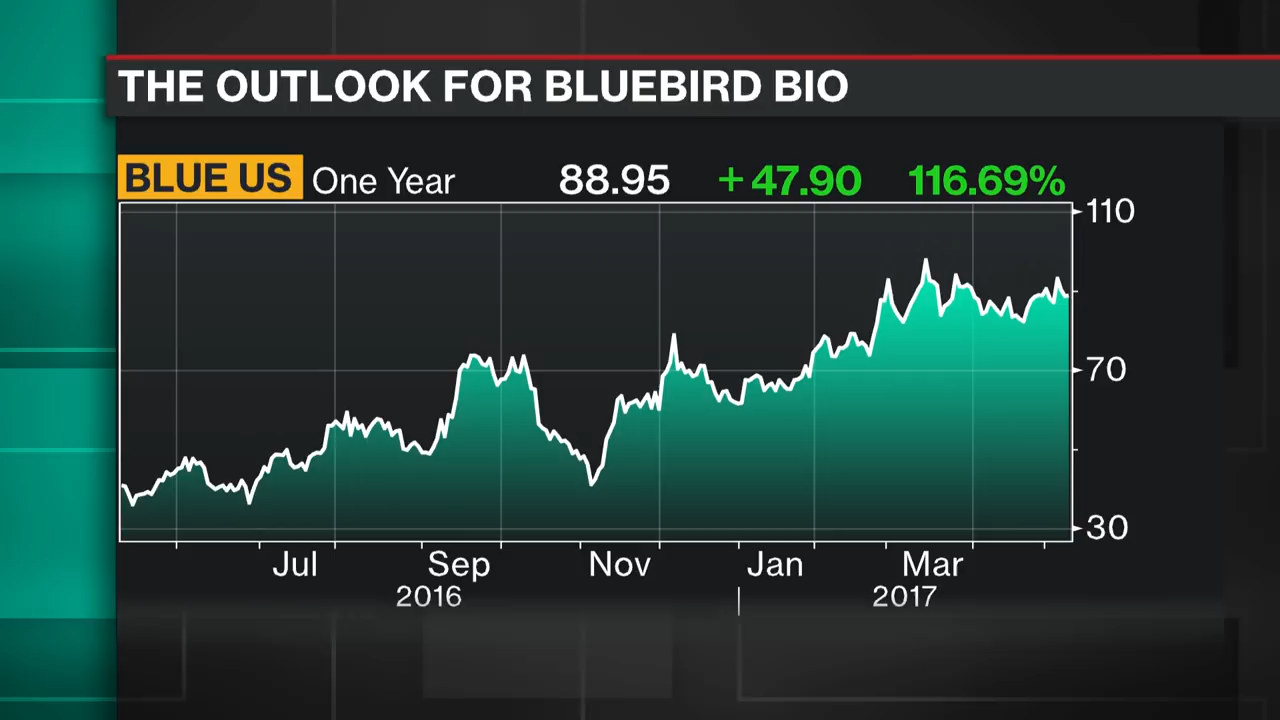 THE OUTLOOK FOR BLUEBIRD BIO
BLUE US One Year 88.95 +47.90 116.69%
110
70
30
Jul Sep Nov Jan Mar
2016 2017